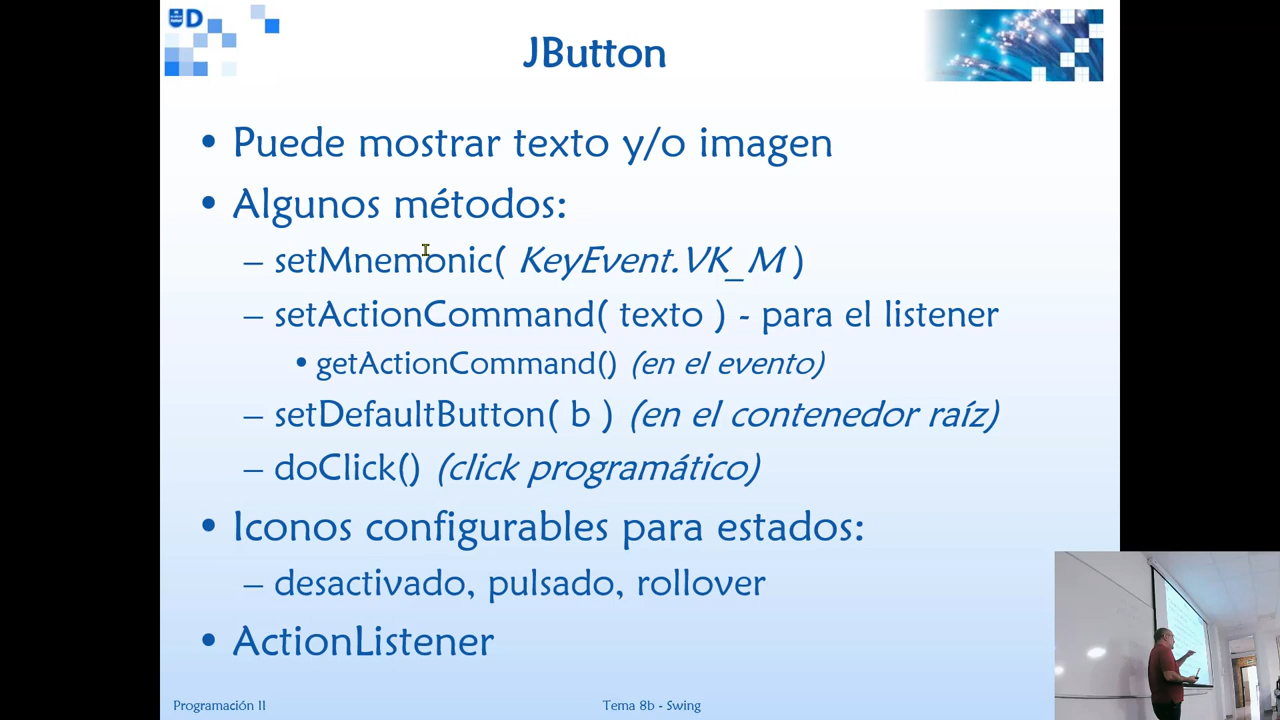 UD
JButton
• Puede mostrar texto y/o imagen
• Algunos métodos:
– setMnemonic( KeyEvent.VK_M )
– setActionCommand( texto ) - para el listener
• getActionCommand() (en el evento)
– setDefaultButton( b ) (en el contenedor raíz)
– doClick() (click programático)
• Iconos configurables para estados:
– desactivado, pulsado, rollover
• ActionListener
Programación II
Tema 8b - Swing